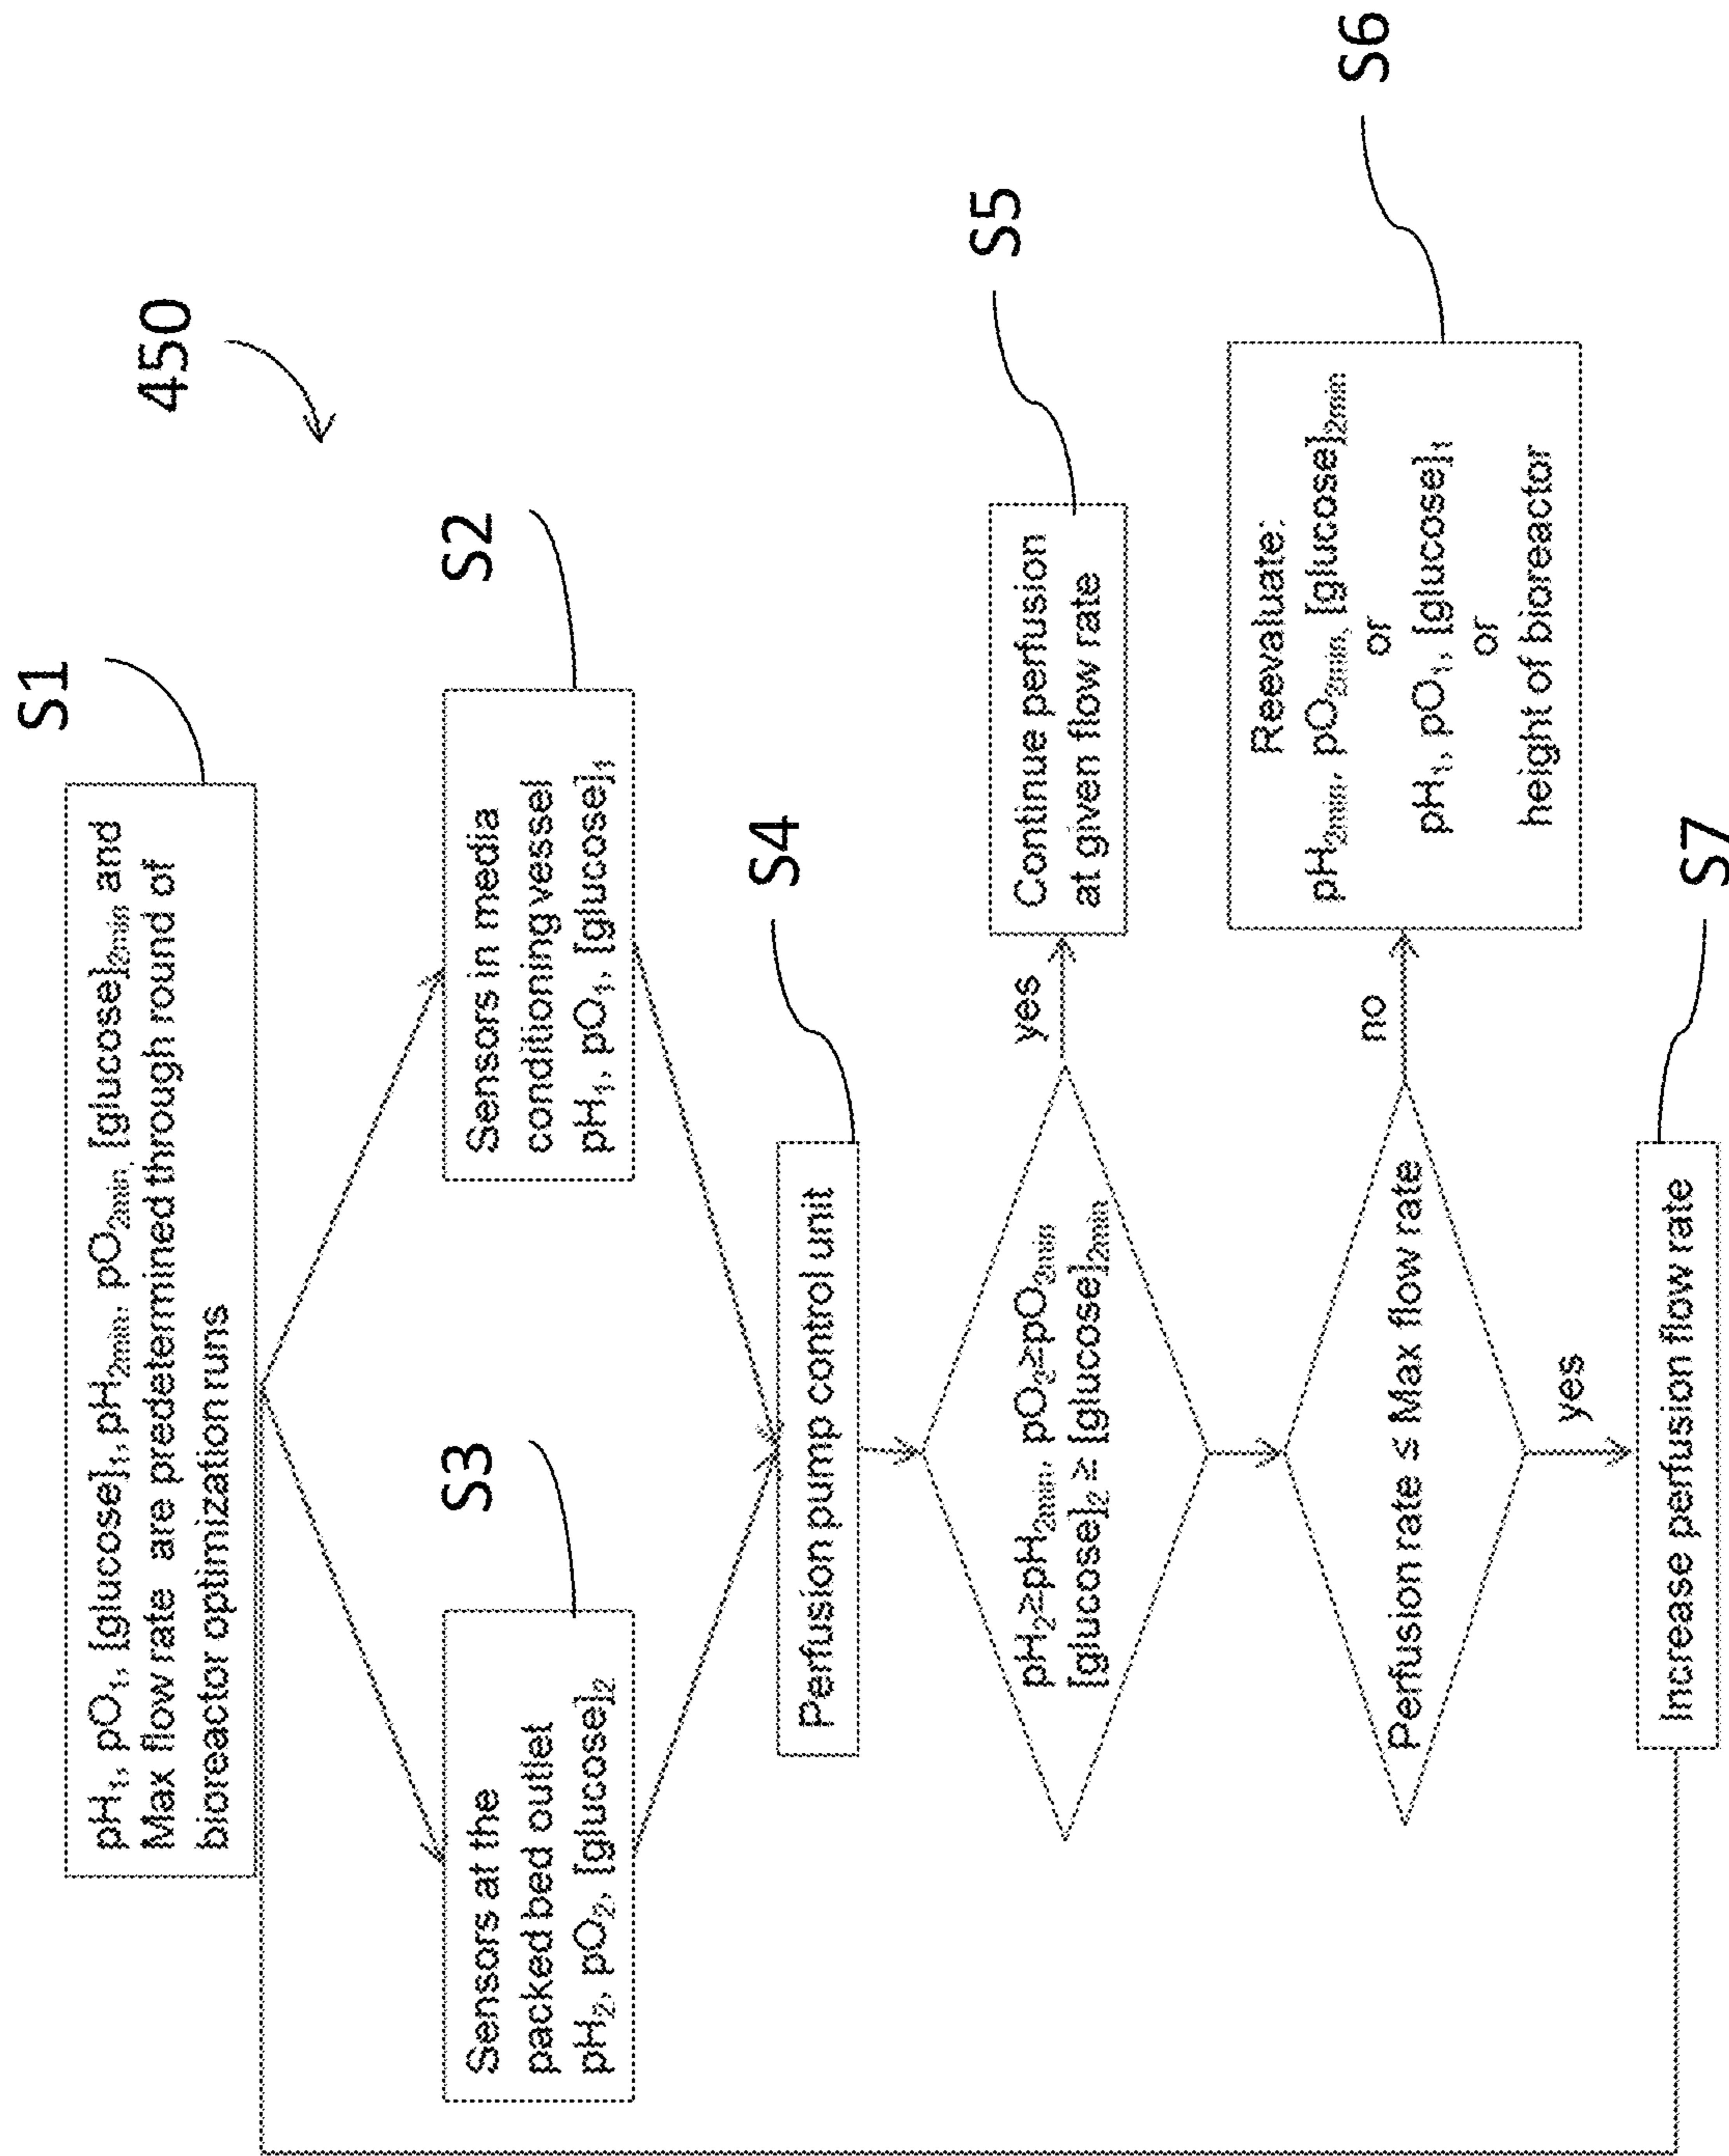 450
S1
pH₁, pO₁, [glucose]₁, pH₂min, pO₂min, [glucose]₂min and
Max flow rate are predetermined through round of
bioreactor optimization runs
S3
Sensors at the
packed bed outlet
pH₂, pO₂, [glucose]₂
S2
Sensors in media
conditioning vessel
pH₁, pO₁, [glucose]₁
S4
Perfusion pump control unit
pH₂≥pH₂min, pO₂≥pO₂min
[glucose]₂ ≥ [glucose]₂min
yes
S5
Continue perfusion
at given flow rate
Perfusion rate ≤ Max flow rate
no
S6
Reevaluate:
pH₂min, pO₂min, [glucose]₂min
or
pH₁, pO₁, [glucose]₁
or
height of bioreactor
yes
S7
Increase perfusion flow rate